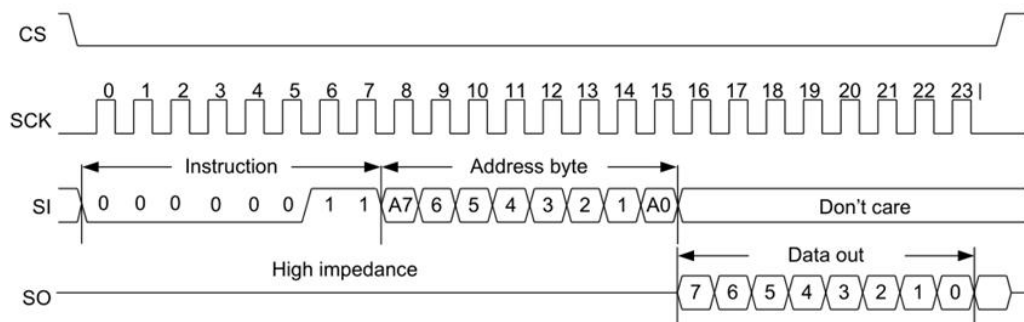 CS
0 1 2 3 4 5 6 7 8 9 10 11 12 13 14 15 16 17 18 19 20 21 22 23
SCK
Instruction Address byte
SI 0 0 0 0 0 0 1 1 A7 6 5 4 3 2 1 A0 Don't care
Data out
High impedance
SO 7 6 5 4 3 2 1 0